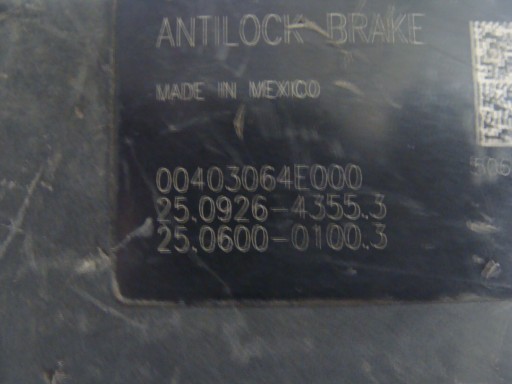 ANTILOCK BRAKE
MADE IN MEXICO
00403064E000
25.0926-4355.3
25.0600-0100.3